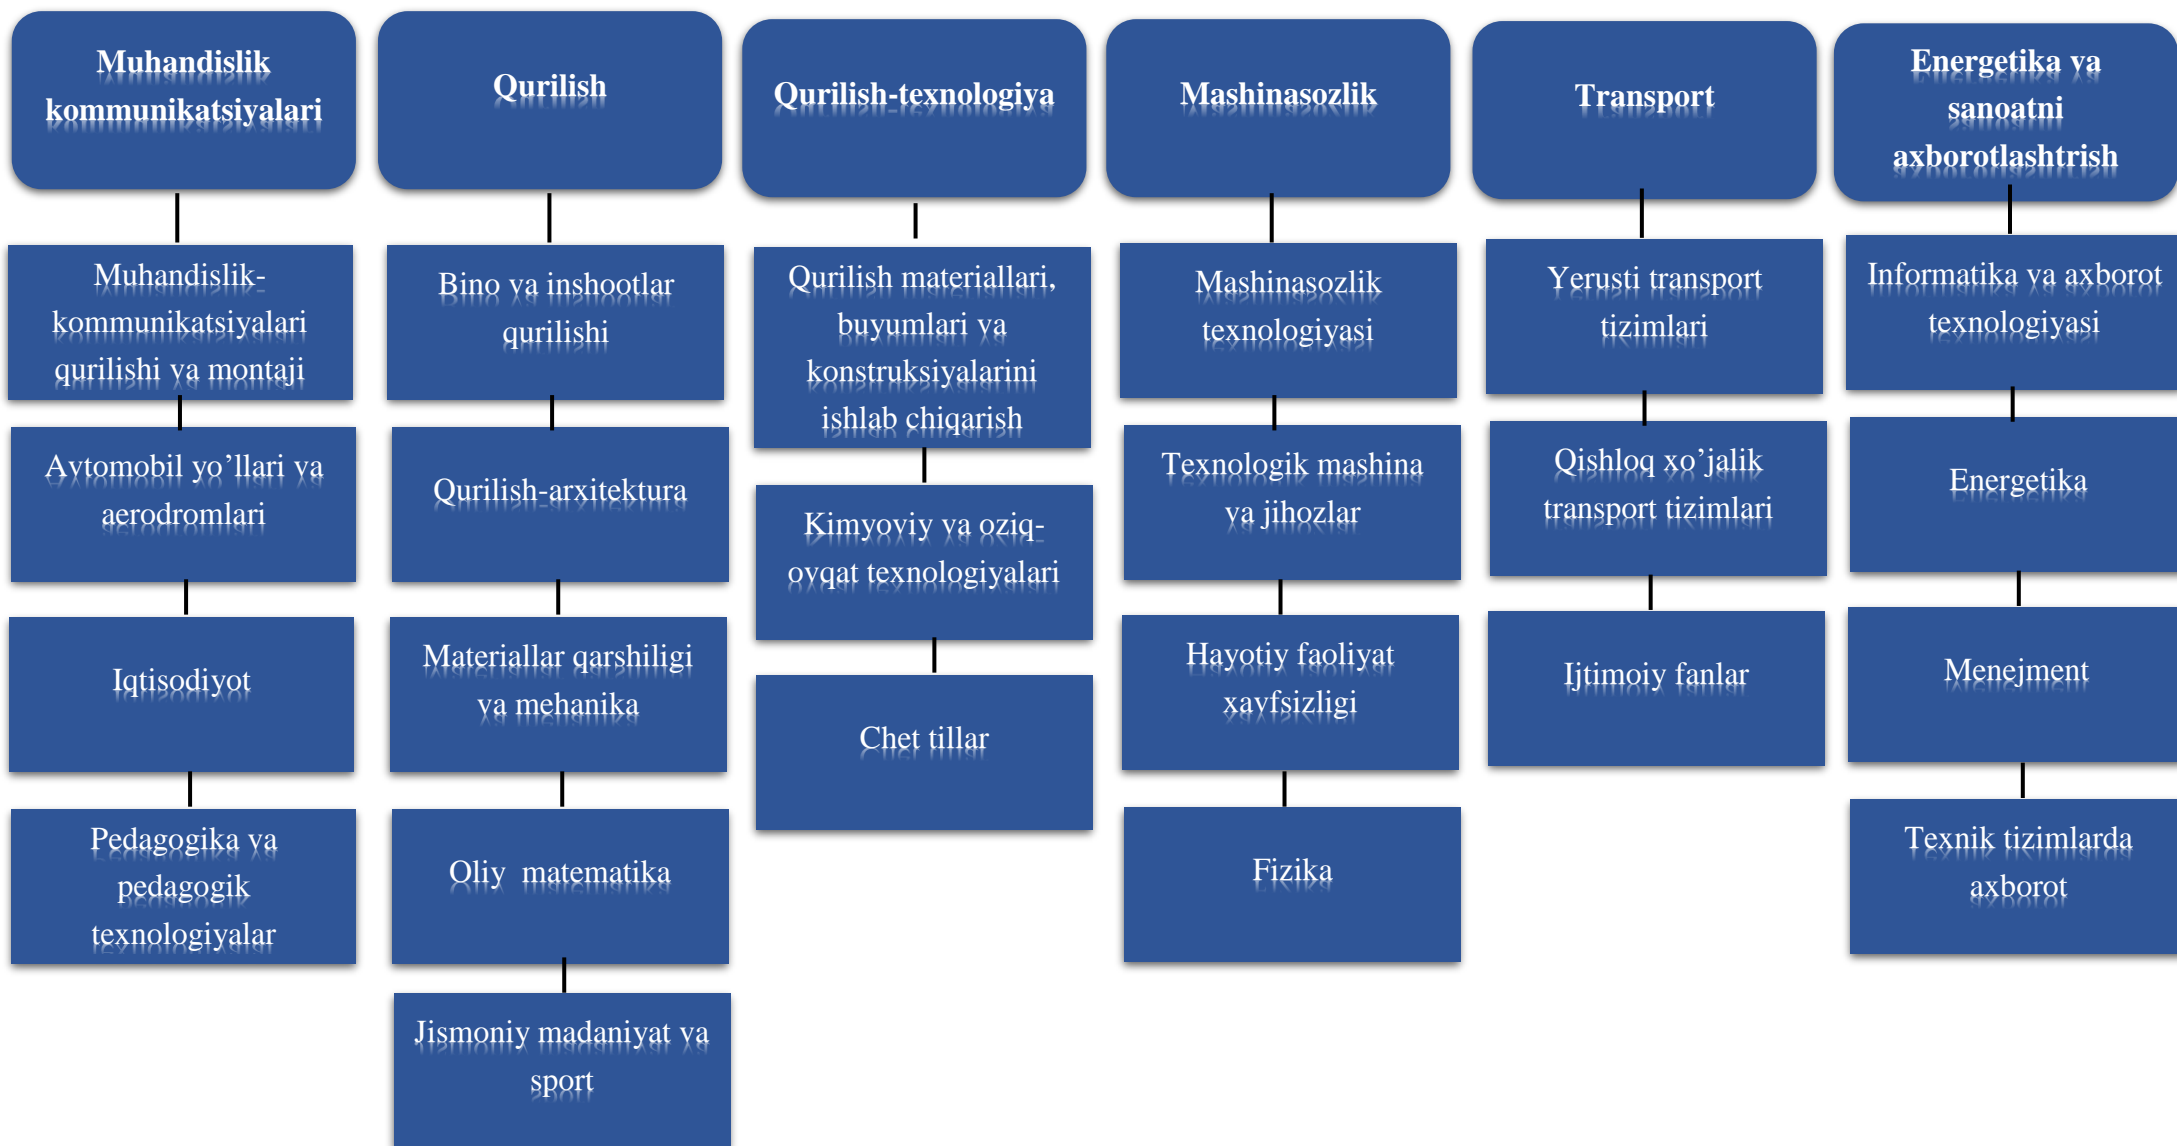 Muhandislik
kommunikatsiyalari
Qurilish
Qurilish-texnologiya
Mashinasozlik
Transport
Energetika va
sanoatni
axborotlashtrish
Muhandislik-
kommunikatsiyalari
qurilishi va montaji
Avtomobil yo’llari va
aerodromlari
Iqtisodiyot
Pedagogika va
pedagogik
texnologiyalar
Bino va inshootlar
qurilishi
Qurilish-arxitektura
Materiallar qarshiligi
va mehanika
Oliy matematika
Jismoniy madaniyat va
sport
Qurilish materiallari,
buyumlari va
konstruksiyalarini
ishlab chiqarish
Kimyoviy va oziq-
ovqat texnologiyalari
Chet tillar
Mashinasozlik
texnologiyasi
Texnologik mashina
va jihozlar
Hayotiy faoliyat
xavfsizligi
Fizika
Yerusti transport
tizimlari
Qishloq xo’jalik
transport tizimlari
Ijtimoiy fanlar
Informatika va axborot
texnologiyasi
Energetika
Menejment
Texnik tizimlarda
axborot